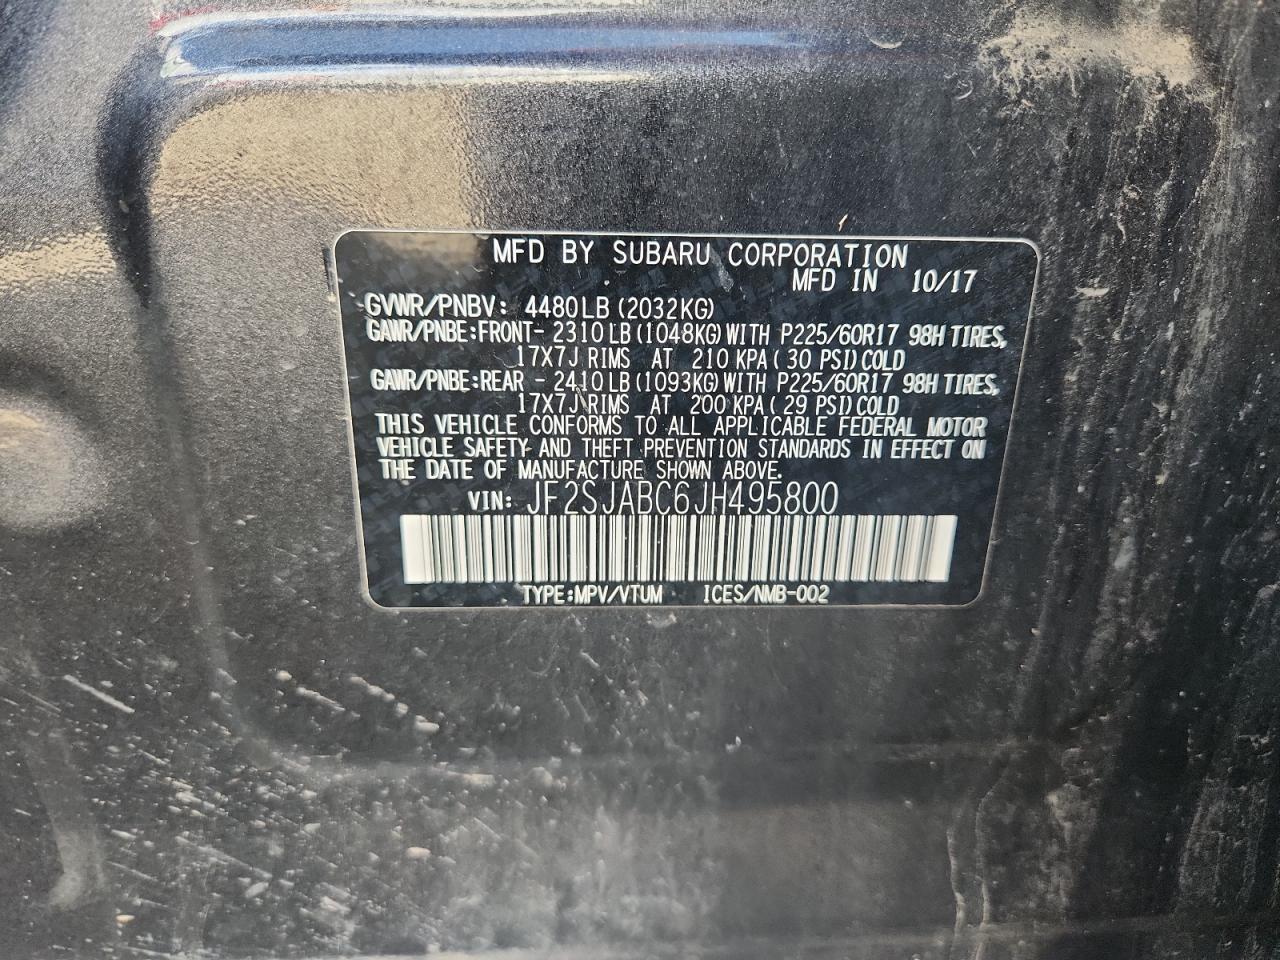 MFD BY SUBARU CORPORATION
MFD IN 10/17
GVWR/PNBV: 4480LB (2032KG)
GAWR/PNBE:FRONT- 2310LB (1048KG) WITH P225/60R17 98H TIRES,
17X7J RIMS AT 210 KPA ( 30 PSI) COLD
GAWR/PNBE:REAR - 2410LB (1093KG) WITH P225/60R17 98H TIRES,
17X7J RIMS AT 200 KPA ( 29 PSI) COLD
THIS VEHICLE CONFORMS TO ALL APPLICABLE FEDERAL MOTOR
VEHICLE SAFETY AND THEFT PREVENTION STANDARDS IN EFFECT ON
THE DATE OF MANUFACTURE SHOWN ABOVE.
VIN: JF2SJABC6JH495800
TYPE:MPV/VTUM ICES/NMB-002